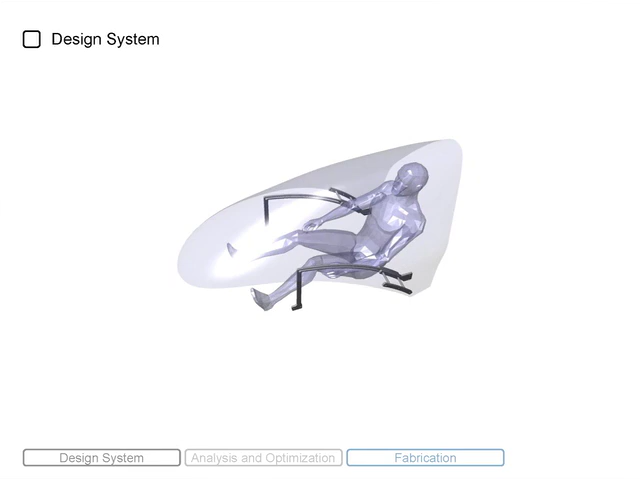 Design System
Design System
Analysis and Optimization
Fabrication